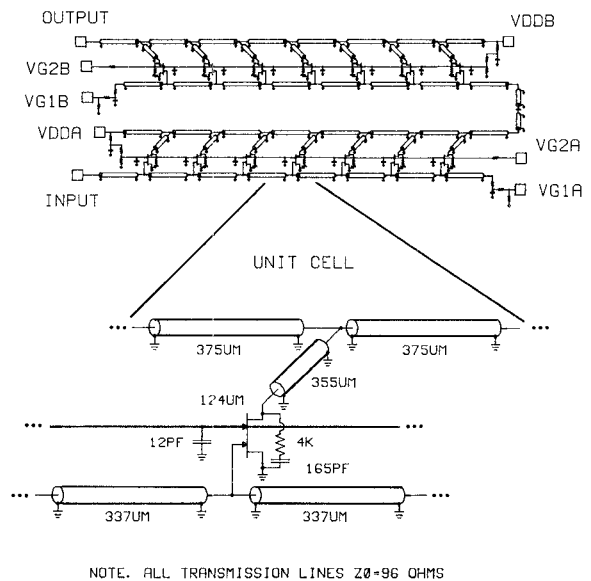 OUTPUT
VDDB
VG2B
VG1B
VDDA
VG2A
INPUT
VG1A
UNIT CELL
375UM
375UM
355UM
124UM
12PF
4K
165PF
337UM
337UM
NOTE. ALL TRANSMISSION LINES Z0=96 OHMS